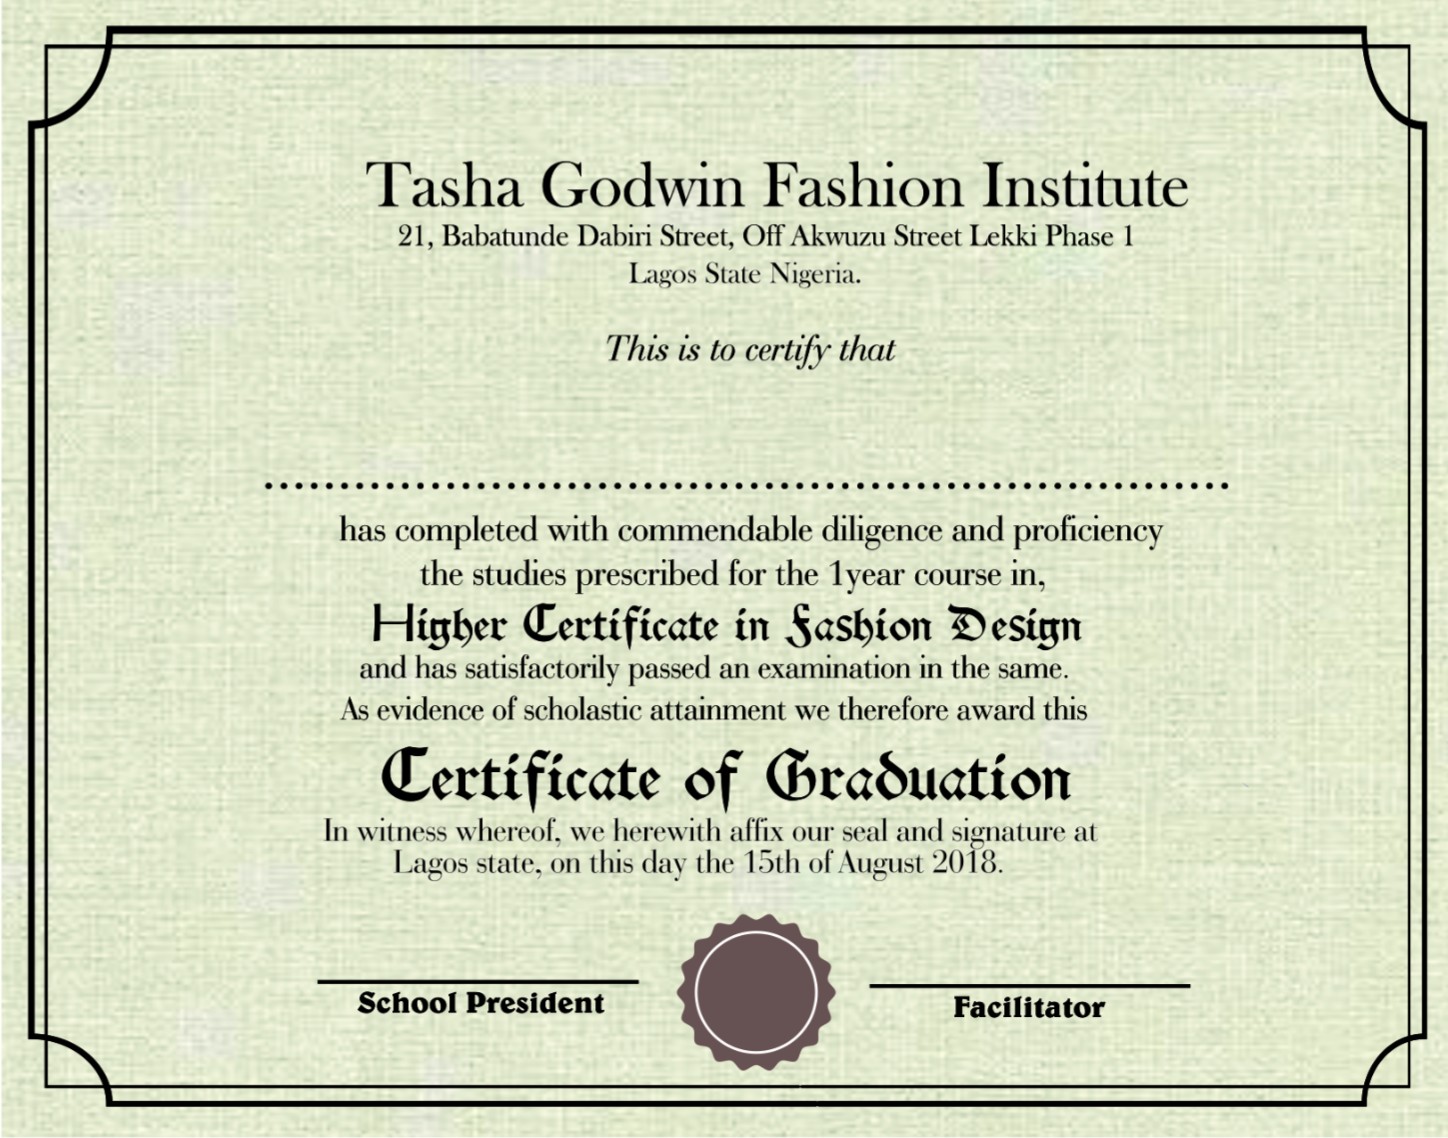 Tasha Godwin Fashion Institute
21, Babatunde Dabiri Street, Off Akwuzu Street Lekki Phase 1
Lagos State Nigeria.
This is to certify that
................................................................
has completed with commendable diligence and proficiency
the studies prescribed for the 1year course in,
Higher Certificate in Fashion Design
and has satisfactorily passed an examination in the same.
As evidence of scholastic attainment we therefore award this
Certificate of Graduation
In witness whereof, we herewith affix our seal and signature at
Lagos state, on this day the 15th of August 2018.
School President
Facilitator